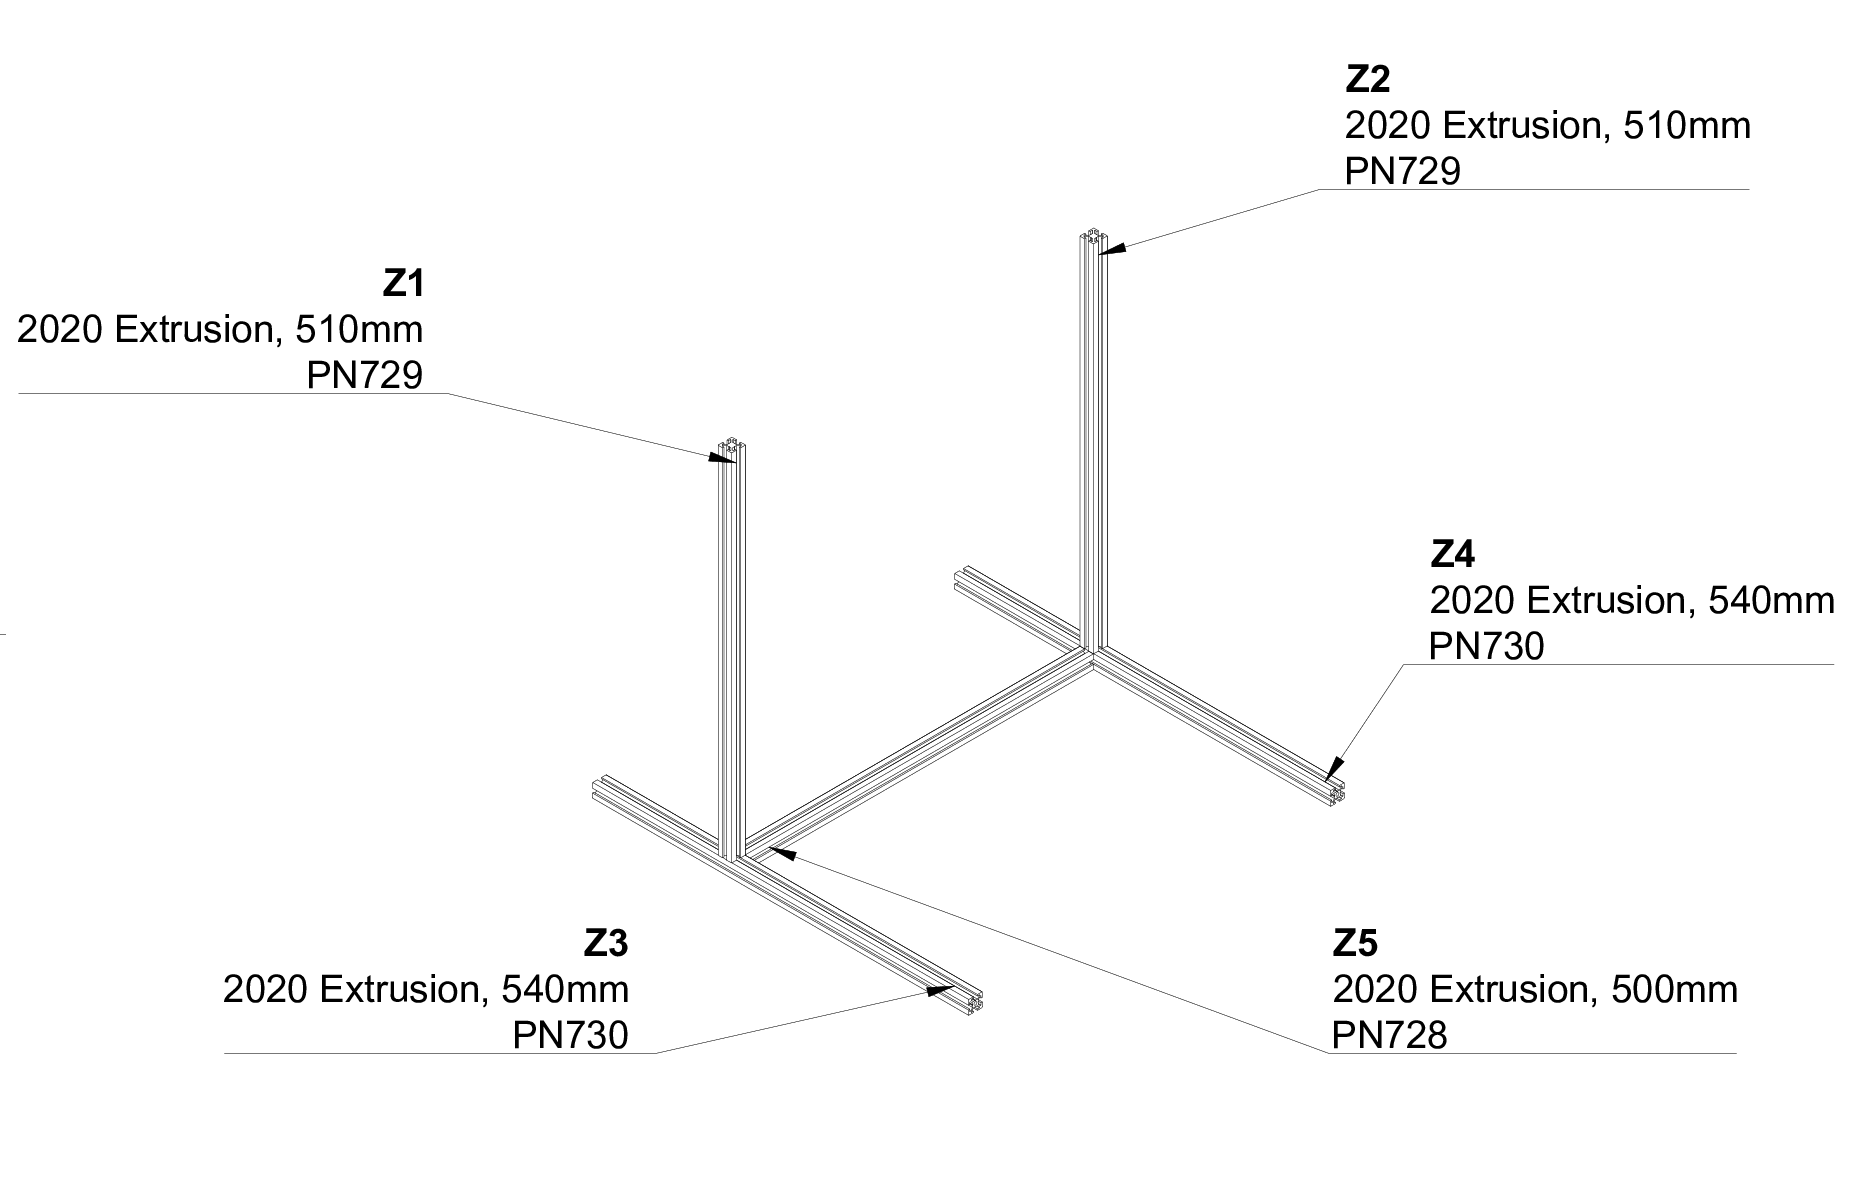 Z2
2020 Extrusion, 510mm
PN729
Z1
2020 Extrusion, 510mm
PN729
Z4
2020 Extrusion, 540mm
PN730
Z3
2020 Extrusion, 540mm
PN730
Z5
2020 Extrusion, 500mm
PN728